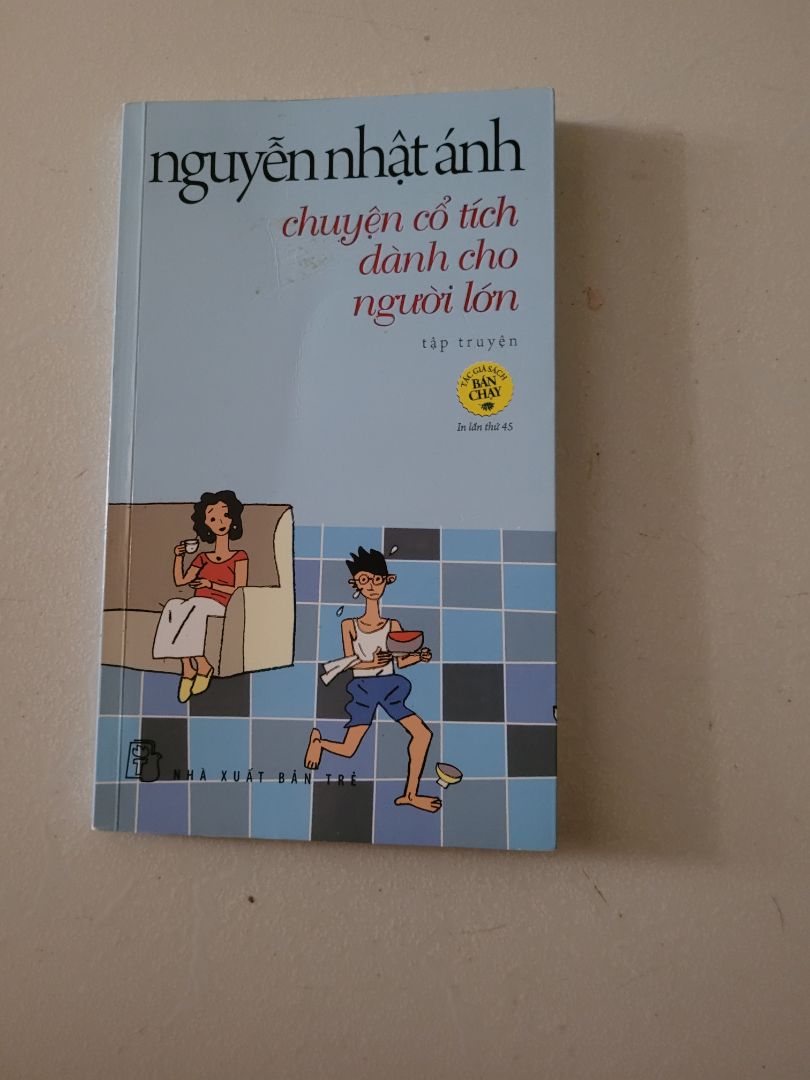 nguyễn nhật ánh
chuyện cổ tích
dành cho
người lớn
tập truyện
TÁC GIẢ SÁCH
BÁN
CHẠY
In lần thứ 45
NHÀ XUẤT BẢN TRẺ